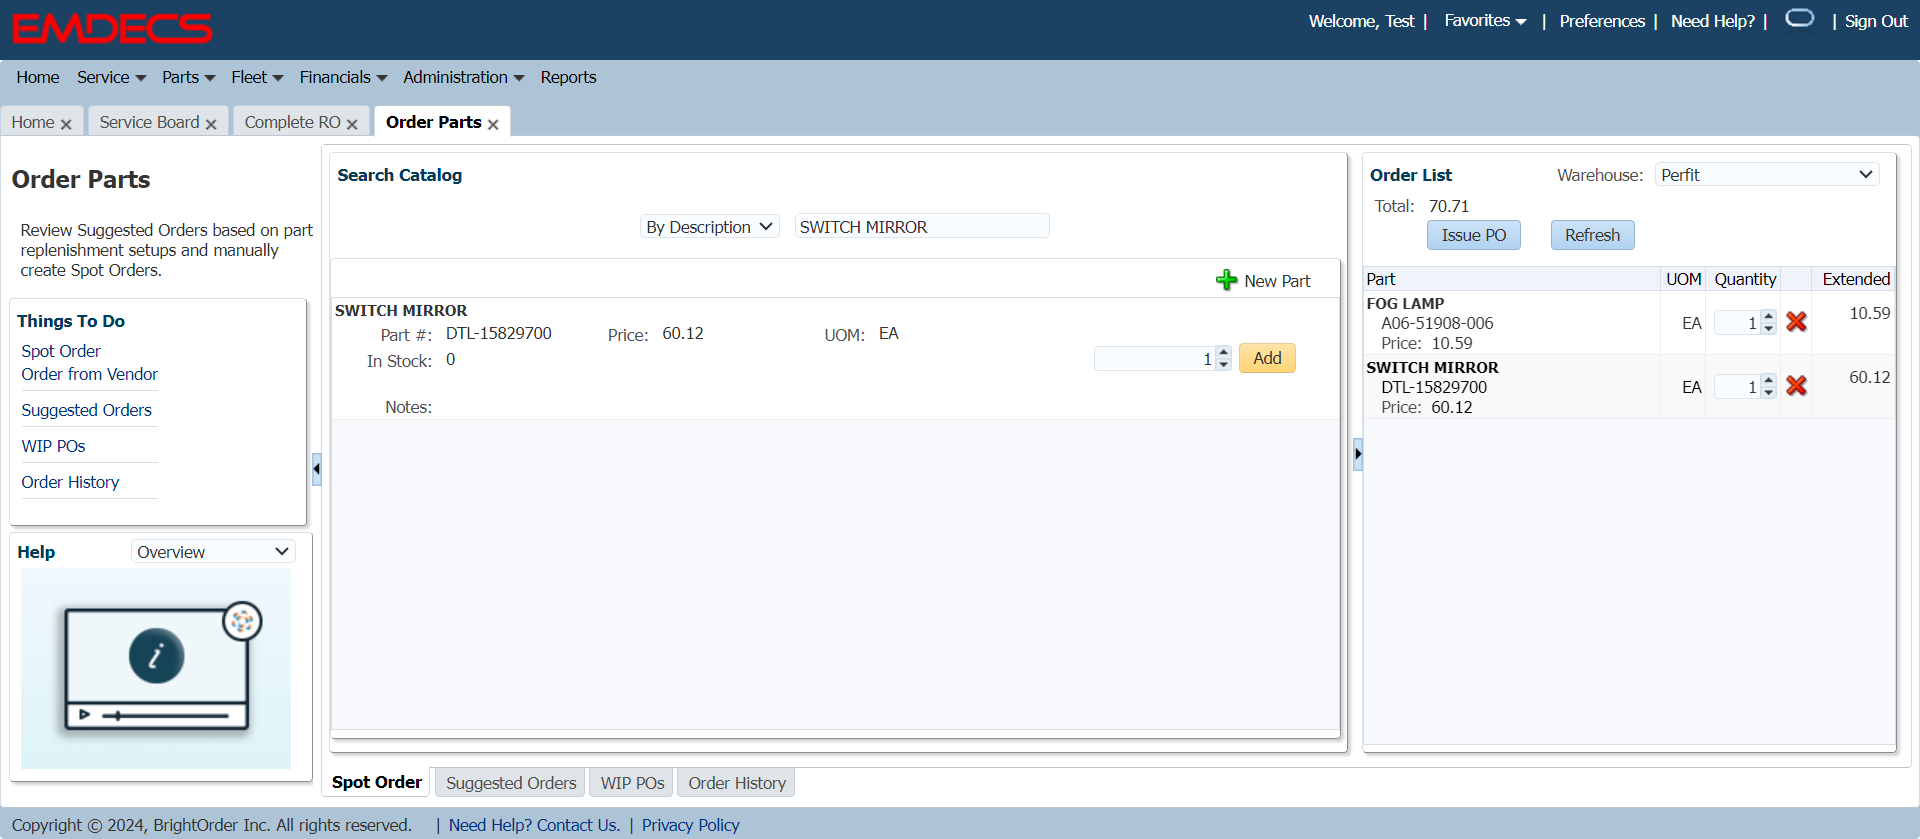 EMDECS
Welcome, Test | Favorites | Preferences | Need Help? | | Sign Out
Home Service Parts Fleet Financials Administration Reports
Home Service Board Complete RO Order Parts
Order Parts
Review Suggested Orders based on part
replenishment setups and manually
create Spot Orders.
Things To Do
Spot Order
Order from Vendor
Suggested Orders
WIP POs
Order History
Help Overview
i
Search Catalog
By Description SWITCH MIRROR
New Part
SWITCH MIRROR
Part #: DTL-15829700 Price: 60.12 UOM: EA
In Stock: 0 1 Add
Notes:
Order List Warehouse: Perfit
Total: 70.71
Issue PO Refresh
Part UOM Quantity Extended
FOG LAMP
A06-51908-006 EA 1 10.59
Price: 10.59
SWITCH MIRROR
DTL-15829700 EA 1 60.12
Price: 60.12
Spot Order Suggested Orders WIP POs Order History
Copyright © 2024, BrightOrder Inc. All rights reserved. | Need Help? Contact Us. | Privacy Policy